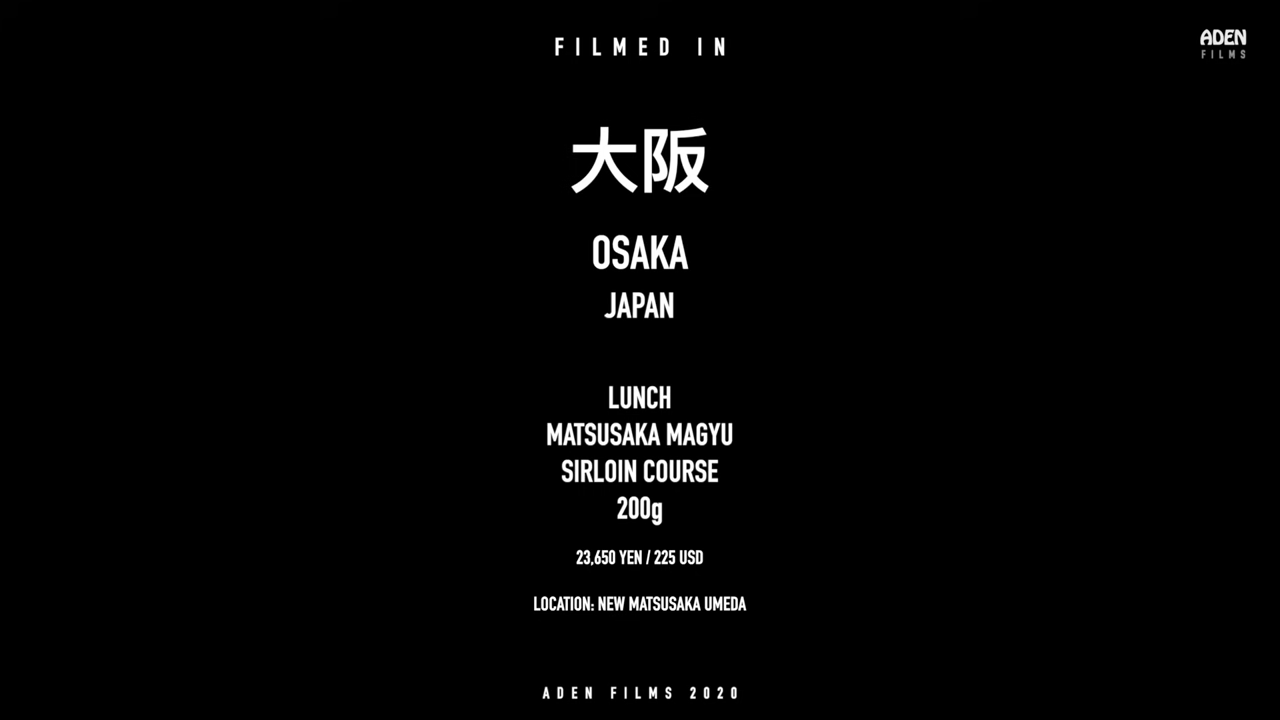 FILMED IN
ADEN
FILMS
大阪
OSAKA
JAPAN
LUNCH
MATSUSAKA MAGYU
SIRLOIN COURSE
200g
23,650 YEN / 225 USD
LOCATION: NEW MATSUSAKA UMEDA
ADEN FILMS 2020